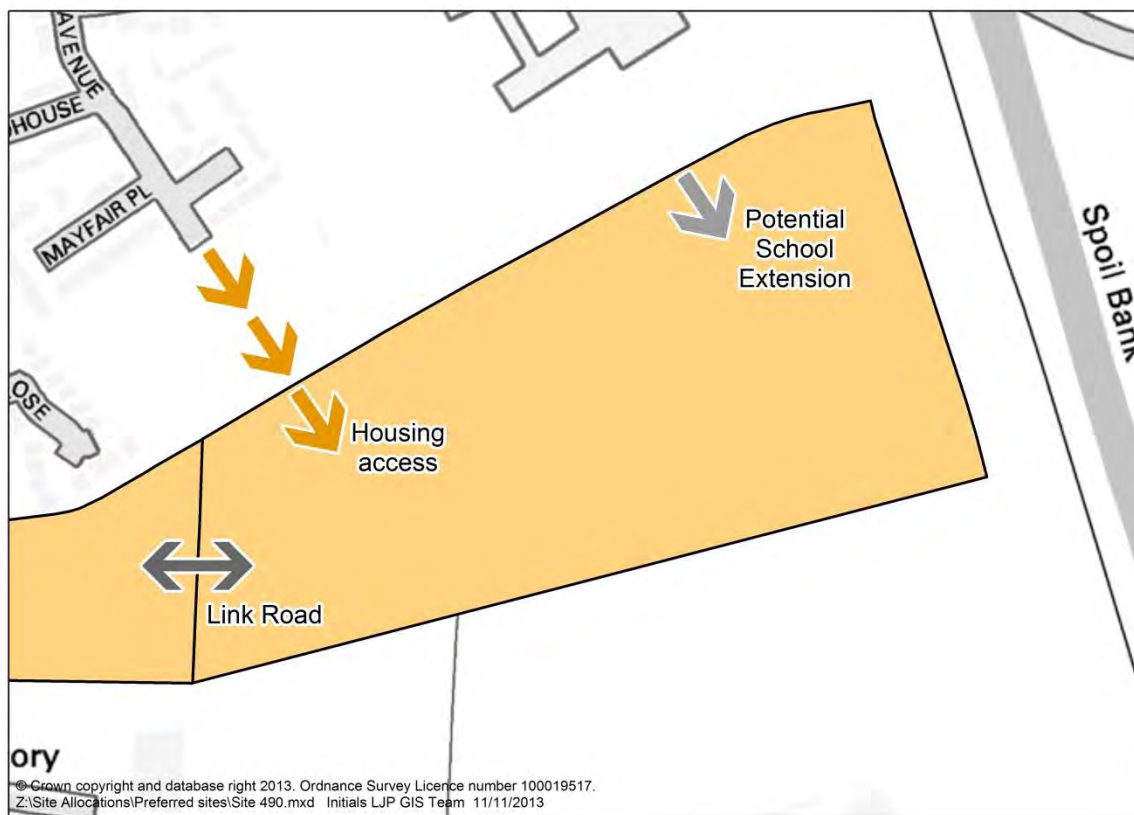 AVENUE
OHOUSE
MAYFAIR PL
OSE
Potential
School
Extension
Spoil Bank
Housing
access
Link Road
ory
© Crown copyright and database right 2013. Ordnance Survey Licence number 100019517.
Z:\Site Allocations\Preferred sites\Site 490.mxd Initials LJP GIS Team 11/11/2013